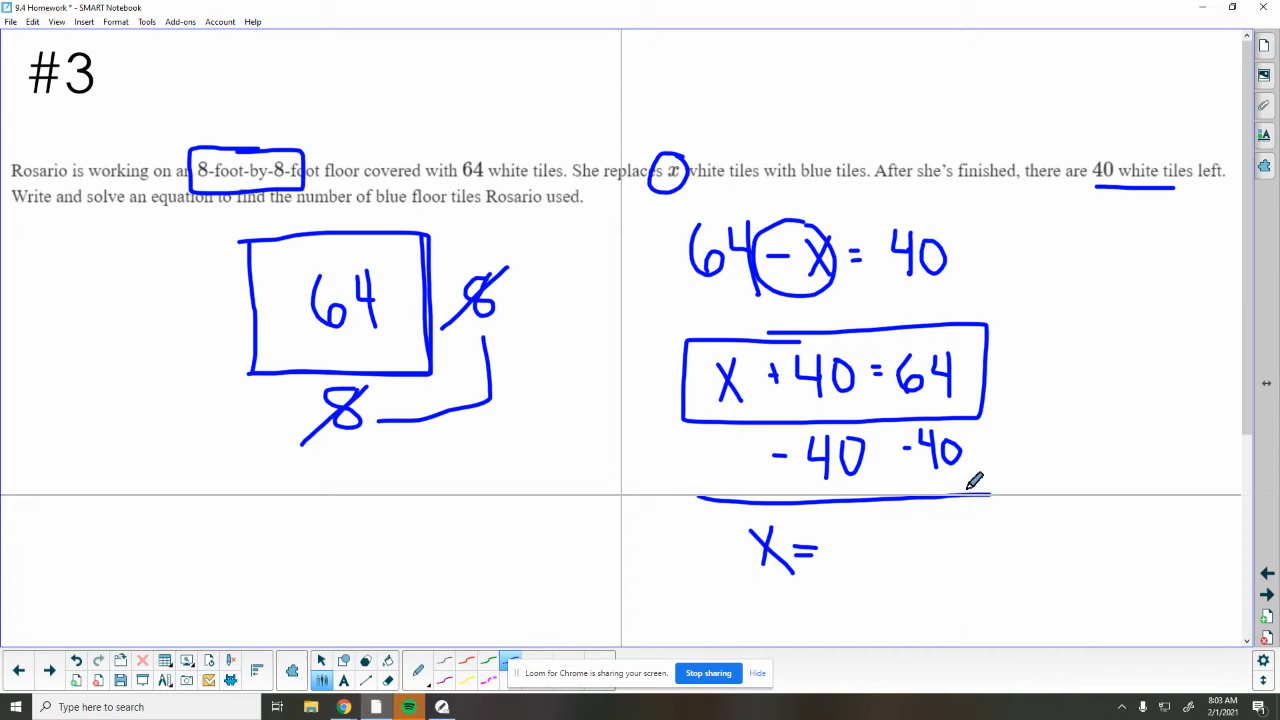 9.4 Homework * - SMART Notebook
File Edit View Insert Format Tools Add-ons Account Help
#3
Rosario is working on an 8-foot-by-8-foot floor covered with 64 white tiles. She replaces x white tiles with blue tiles. After she's finished, there are 40 white tiles left.
Write and solve an equation to find the number of blue floor tiles Rosario used.
64
8
8
64 - x = 40
x + 40 = 64
- 40 -40
x =
Loom for Chrome is sharing your screen. Stop sharing Hide
Type here to search
8:03 AM
2/1/2021